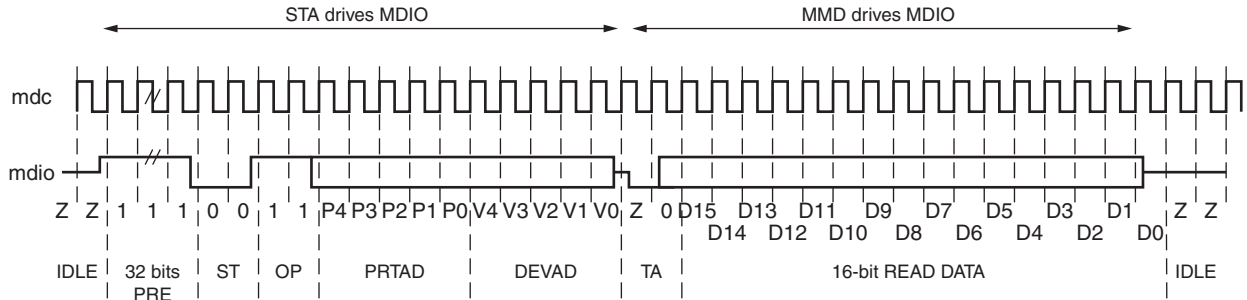 STA drives MDIO MMD drives MDIO
mdc
mdio
Z Z 1 1 1 0 0 1 1 P4 P3 P2 P1 P0 V4 V3 V2 V1 V0 Z 0 D15 D13 D11 D9 D7 D5 D3 D1 Z Z
D14 D12 D10 D8 D6 D4 D2 D0
IDLE 32 bits ST OP PRTAD DEVAD TA 16-bit READ DATA IDLE
PRE